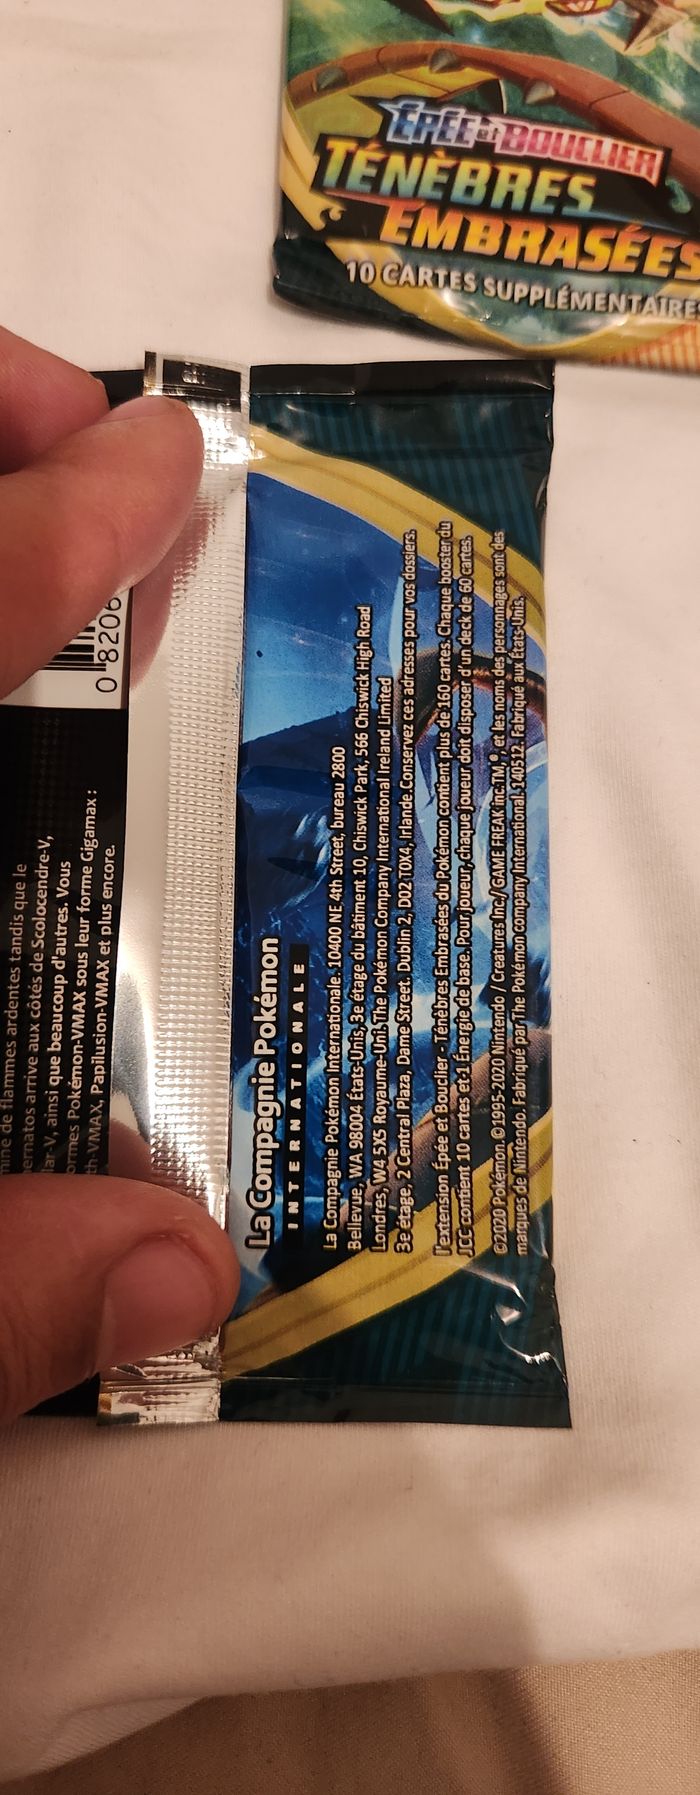 ÉPÉE et BOUCLIER
TÉNÈBRES
EMBRASÉES
10 CARTES SUPPLÉMENTAIRES
0 8206
de flammes ardentes tandis que le
arrive aux côtés de Scolocendre-V,
ainsi que beaucoup d'autres. Vous
Pokémon-VMAX sous leur forme Gigamax :
Papilusion-VMAX et plus encore.
La Compagnie Pokémon
INTERNATIONALE
La Compagnie Pokémon Internationale. 10400 NE 4th Street, bureau 2800
Bellevue, WA 98004 États-Unis, 3e étage du bâtiment 10, Chiswick Park, 566 Chiswick High Road
Londres, W4 5XS Royaume-Uni. The Pokémon Company International Ireland Limited
3e étage, 2 Central Plaza, Dame Street, Dublin 2, D02 T0X4, Irlande.Conservez ces adresses pour vos dossiers.
l'extension Épée et Bouclier - Ténèbres Embrasées du Pokémon contient plus de 160 cartes. Chaque booster du
JCC contient 10 cartes et 1 Énergie de base. Pour jouer, chaque joueur doit disposer d'un deck de 60 cartes.
©2020 Pokémon. ©1995-2020 Nintendo / Creatures Inc./ GAME FREAK inc.TM,®, et les noms des personnages sont des
marques de Nintendo. Fabriqué par The Pokémon company International. 140312. Fabriqué aux États-Unis.